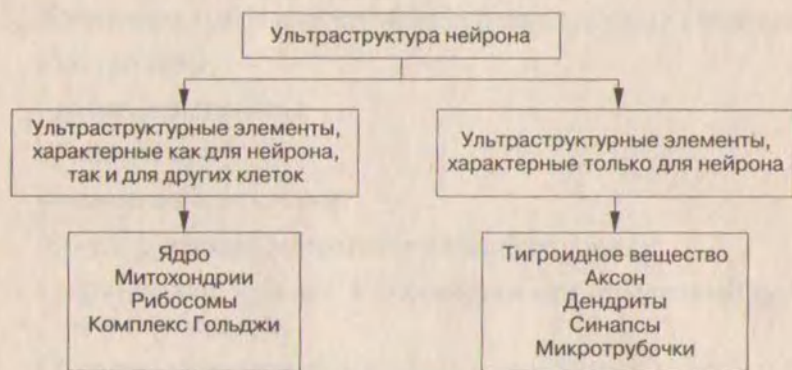 Ультраструктура нейрона
Ультраструктурные элементы,
характерные как для нейрона,
так и для других клеток
Ультраструктурные элементы,
характерные только для нейрона
Ядро
Митохондрии
Рибосомы
Комплекс Гольджи
Тигроидное вещество
Аксон
Дендриты
Синапсы
Микротрубочки